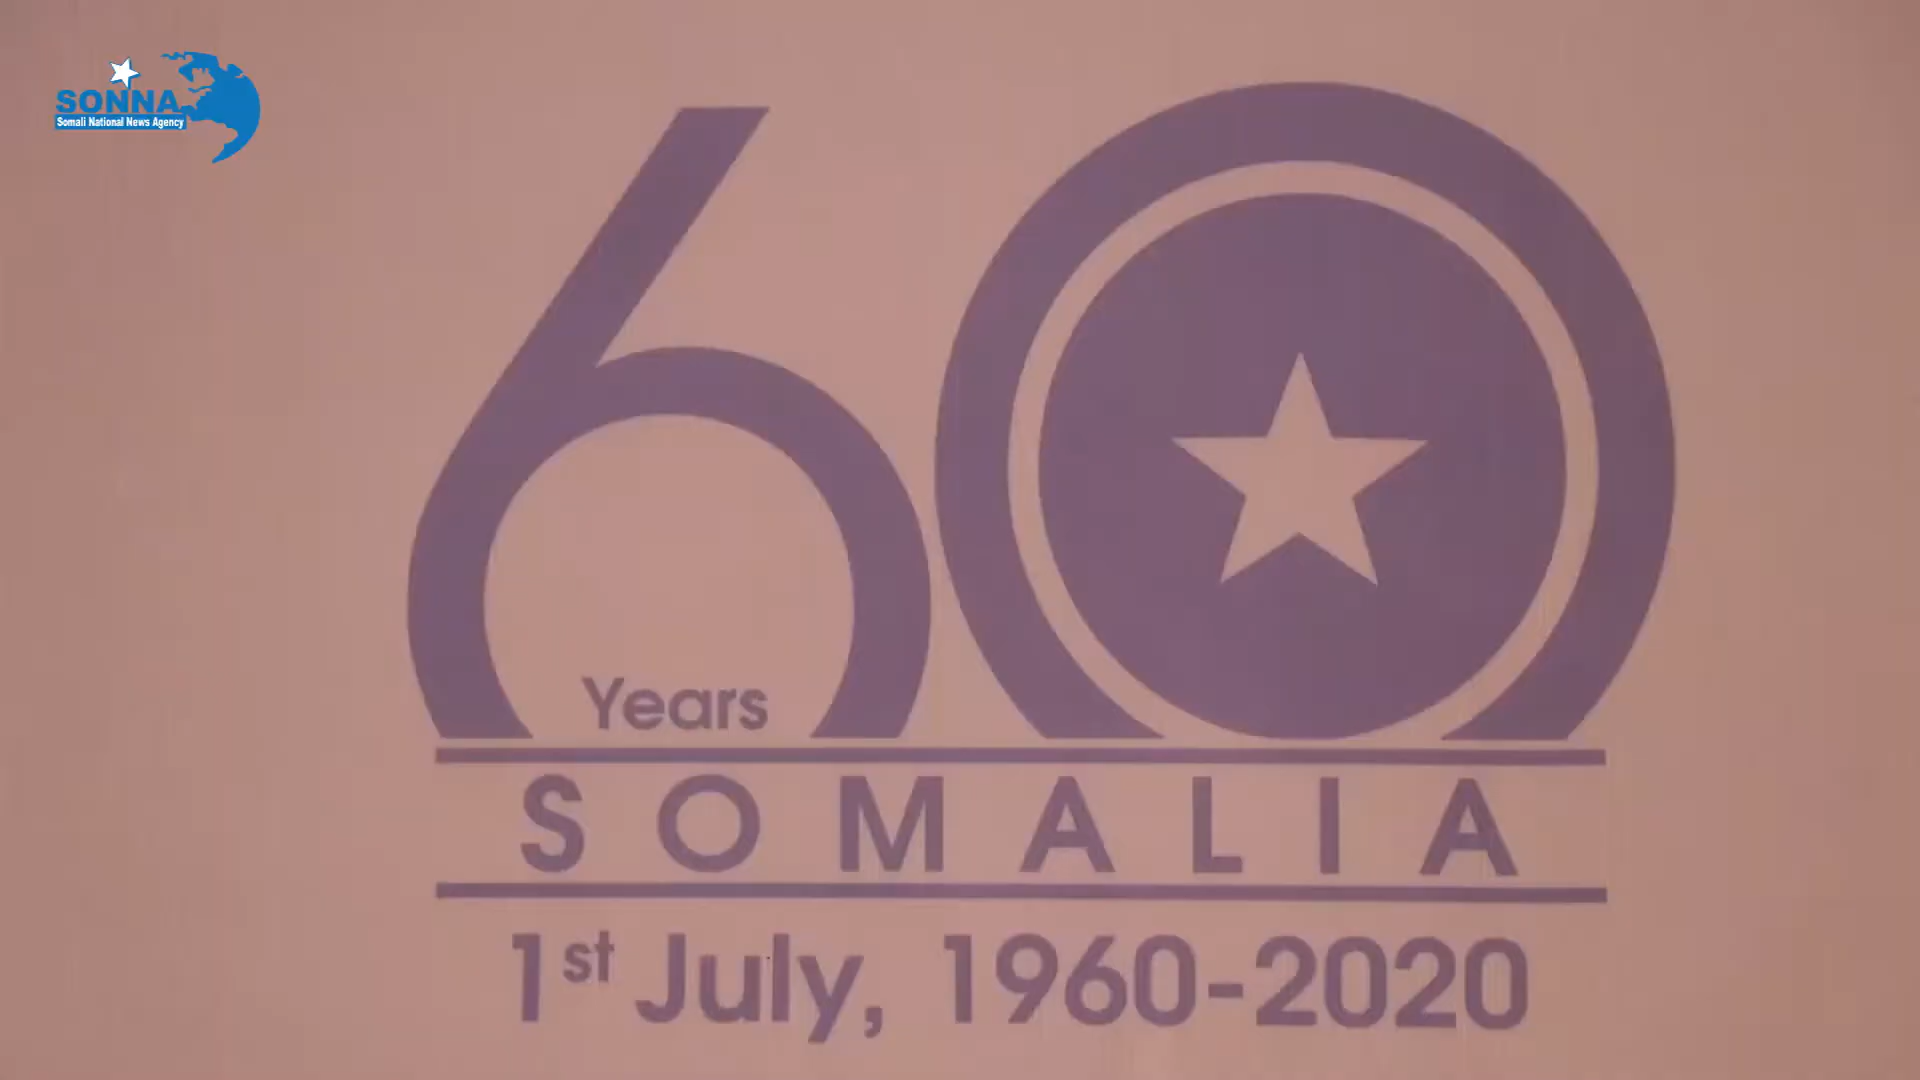 SONNA
Somali National News Agency
60
Years
SOMALIA
1st July, 1960-2020